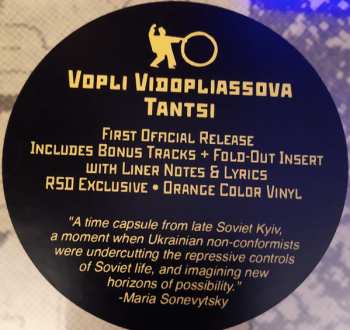 Vopli Vidopliassova
Tantsi
First Official Release
Includes Bonus Tracks + Fold-Out Insert
with Liner Notes & Lyrics
RSD Exclusive • Orange Color Vinyl
"A time capsule from late Soviet Kyiv,
a moment when Ukrainian non-conformists
were undercutting the repressive controls
of Soviet life, and imagining new
horizons of possibility."
-Maria Sonevytsky